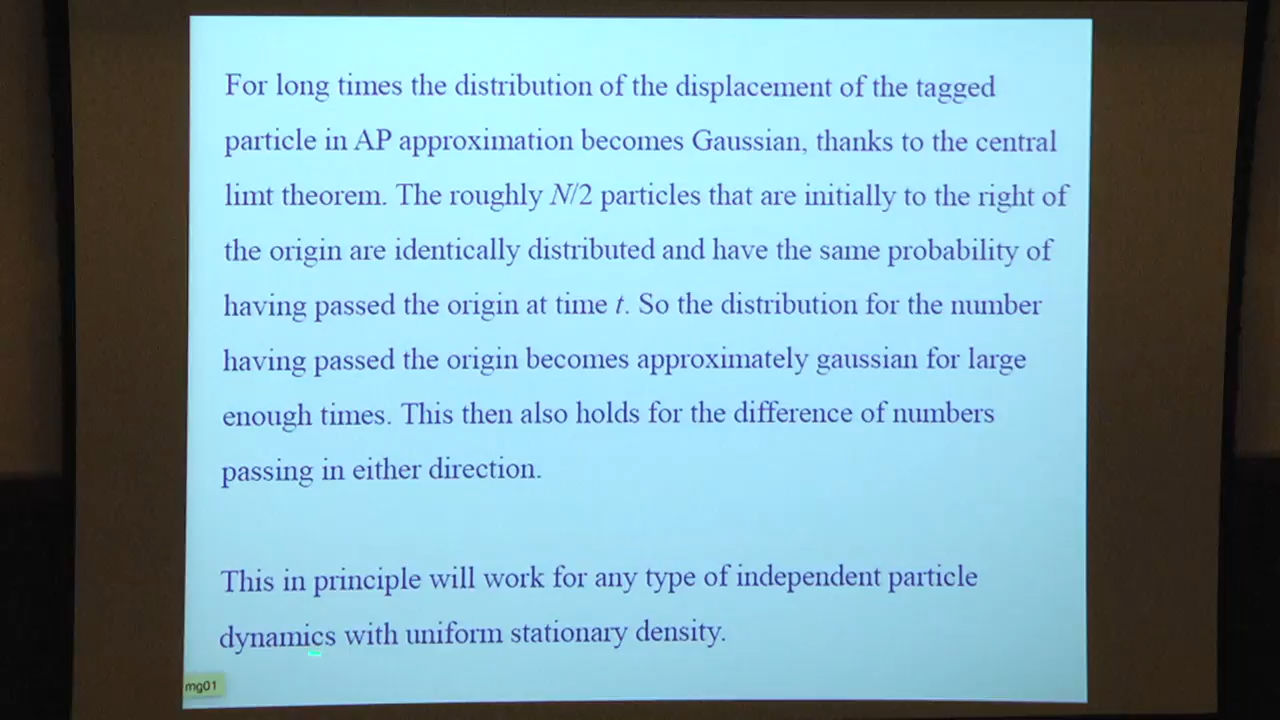 For long times the distribution of the displacement of the tagged
particle in AP approximation becomes Gaussian, thanks to the central
limt theorem. The roughly N/2 particles that are initially to the right of
the origin are identically distributed and have the same probability of
having passed the origin at time t. So the distribution for the number
having passed the origin becomes approximately gaussian for large
enough times. This then also holds for the difference of numbers
passing in either direction.
This in principle will work for any type of independent particle
dynamics with uniform stationary density.
mg01